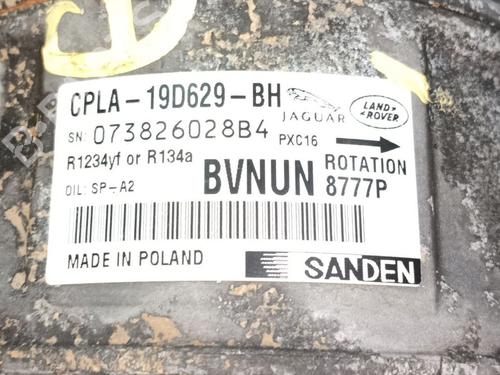 CPLA-19D629-BH
JAGUAR
LAND ROVER
SN: 073826028B4
PXC16
R1234yf or R134a
ROTATION
OIL: SP-A2
BVNUN
8777P
MADE IN POLAND
SANDEN